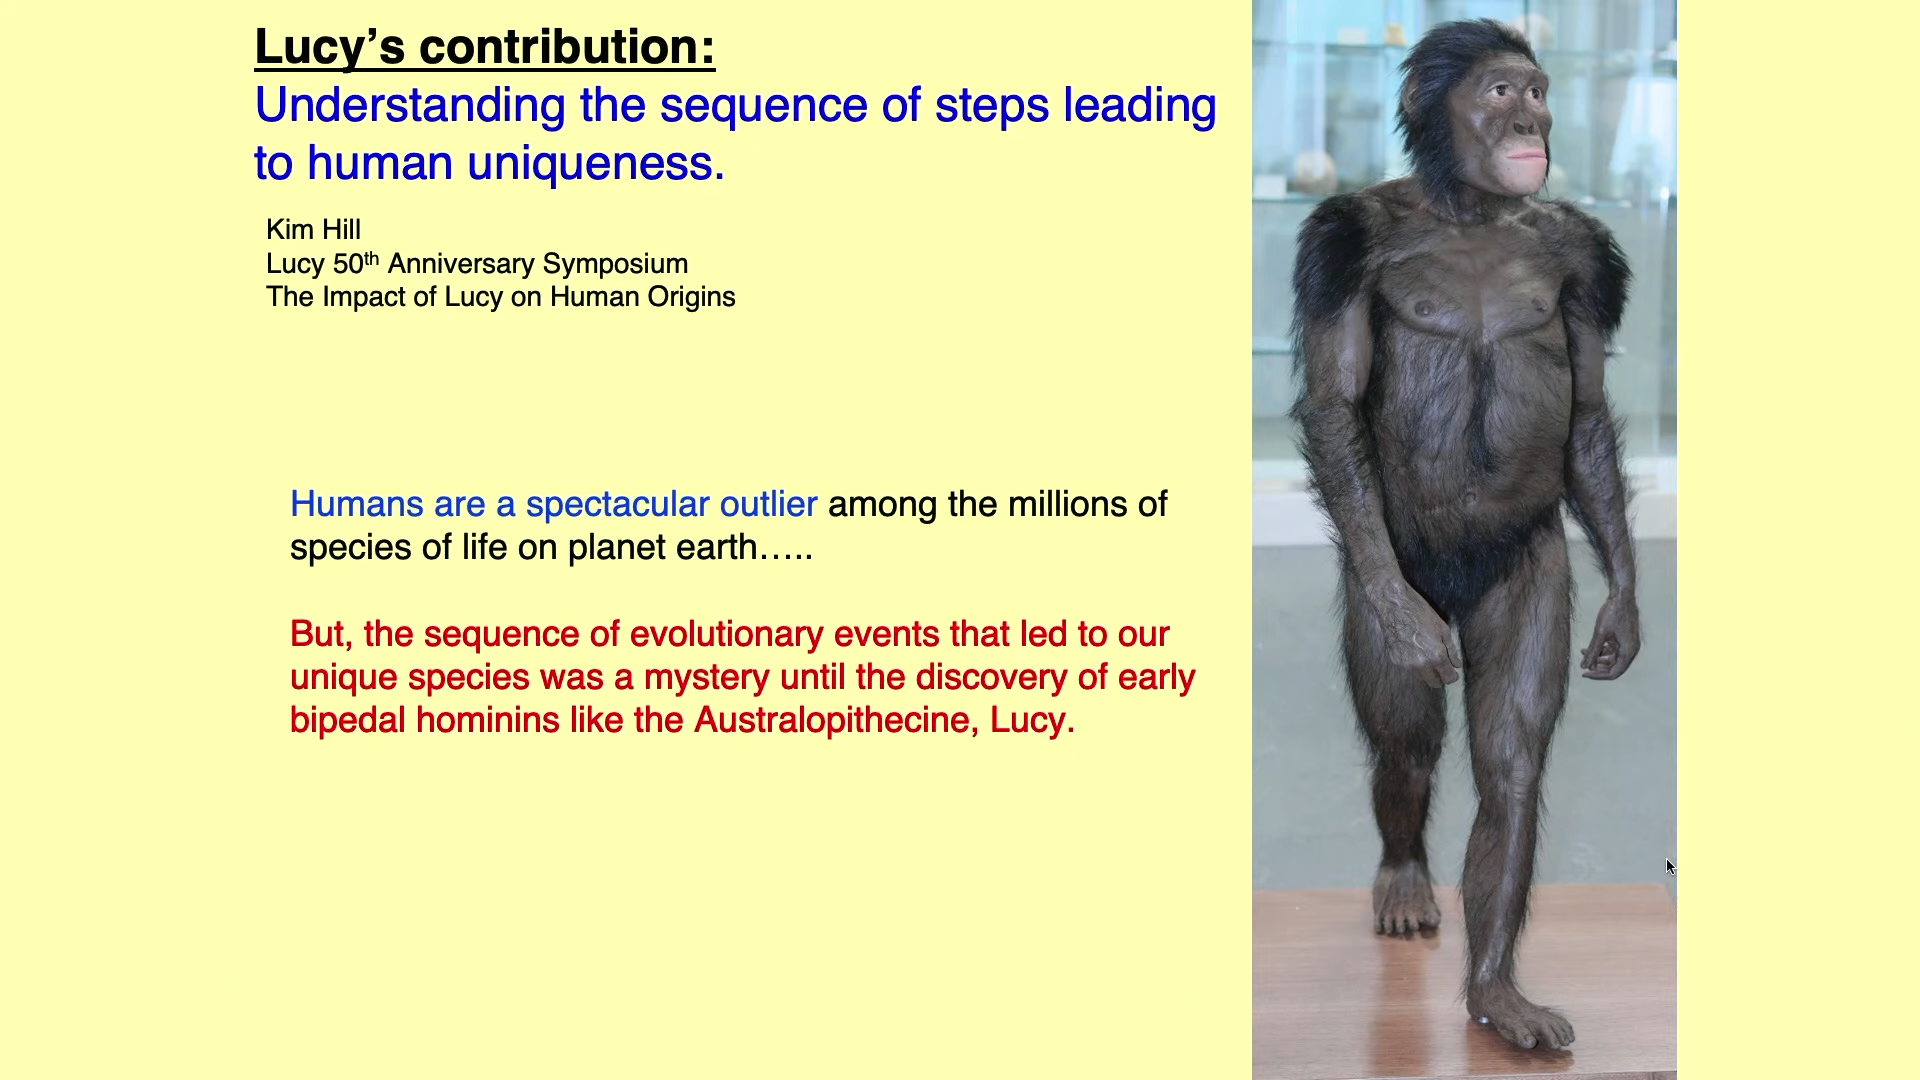 Lucy’s contribution:
Understanding the sequence of steps leading
to human uniqueness.
Kim Hill
Lucy 50th Anniversary Symposium
The Impact of Lucy on Human Origins
Humans are a spectacular outlier among the millions of
species of life on planet earth…..
But, the sequence of evolutionary events that led to our
unique species was a mystery until the discovery of early
bipedal hominins like the Australopithecine, Lucy.